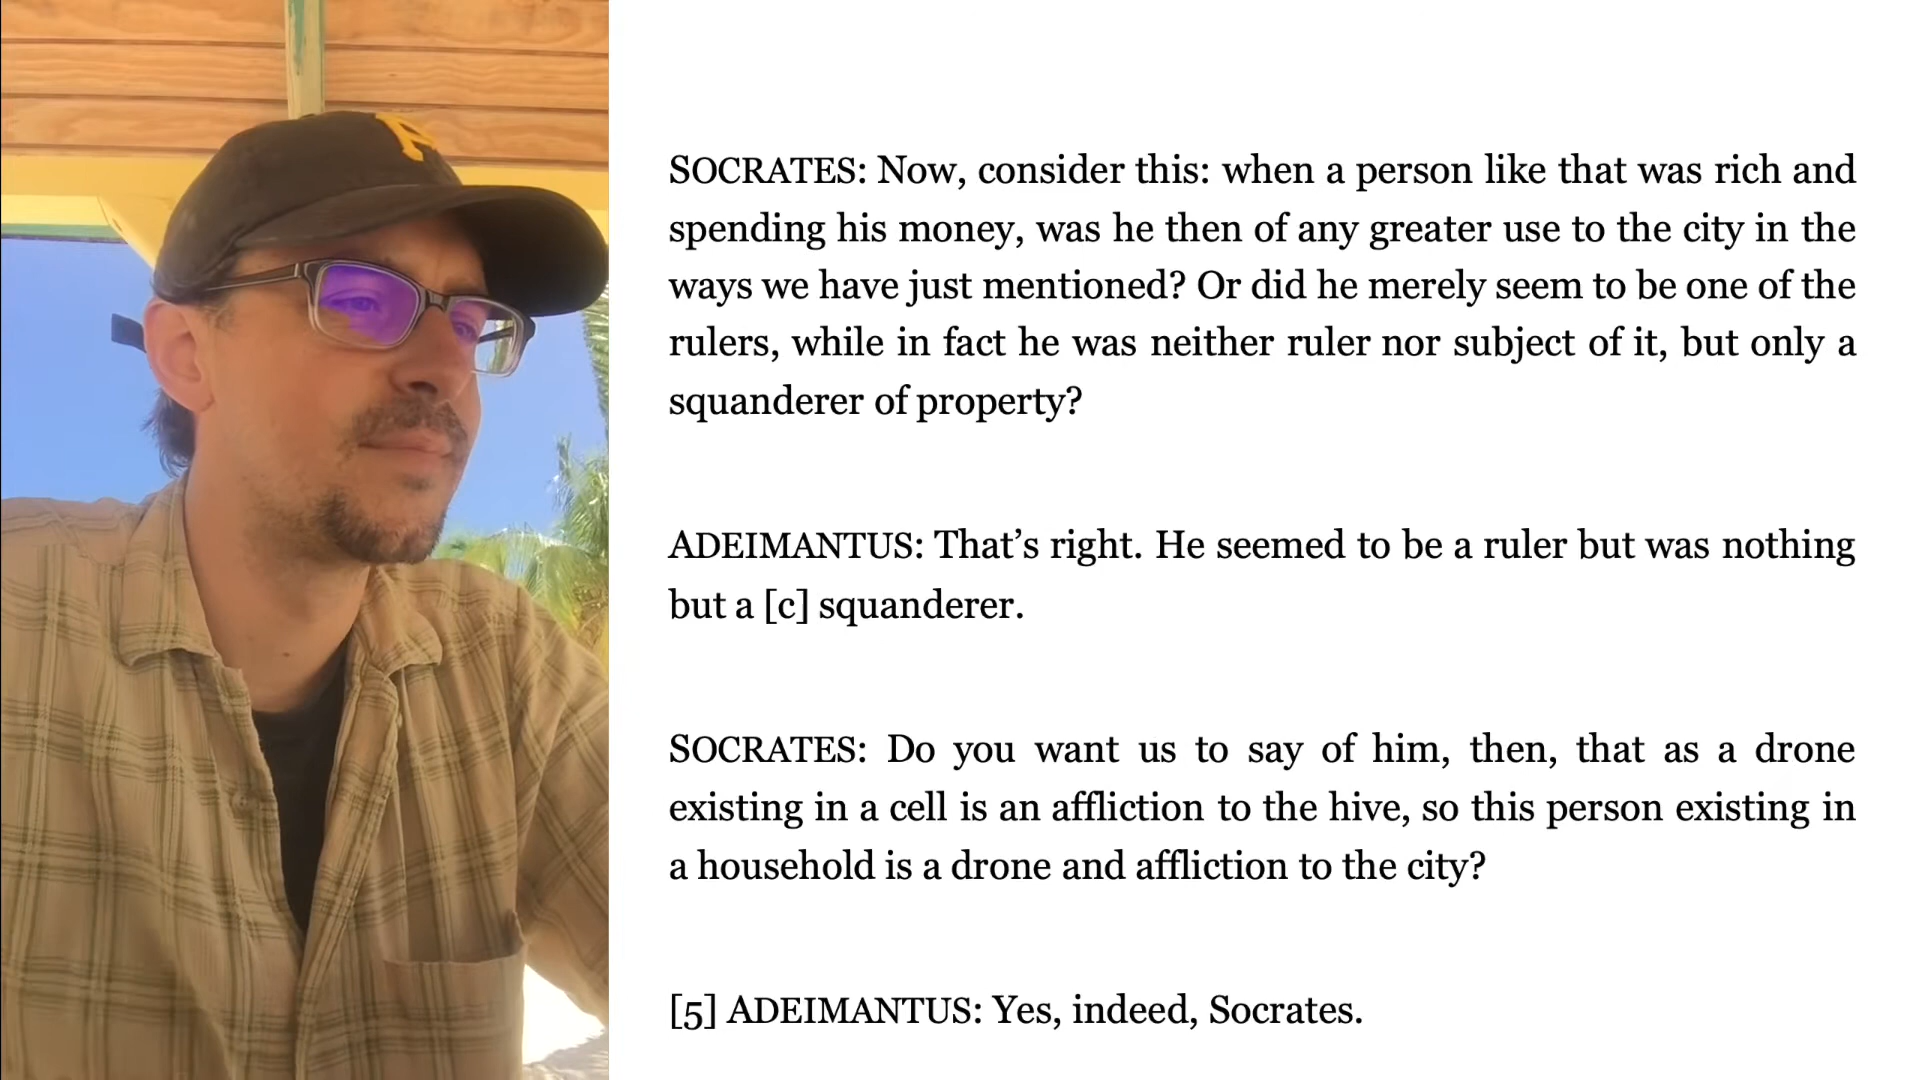 SOCRATES: Now, consider this: when a person like that was rich and
spending his money, was he then of any greater use to the city in the
ways we have just mentioned? Or did he merely seem to be one of the
rulers, while in fact he was neither ruler nor subject of it, but only a
squanderer of property?
ADEIMANTUS: That’s right. He seemed to be a ruler but was nothing
but a [c] squanderer.
SOCRATES: Do you want us to say of him, then, that as a drone
existing in a cell is an affliction to the hive, so this person existing in
a household is a drone and affliction to the city?
[5] ADEIMANTUS: Yes, indeed, Socrates.